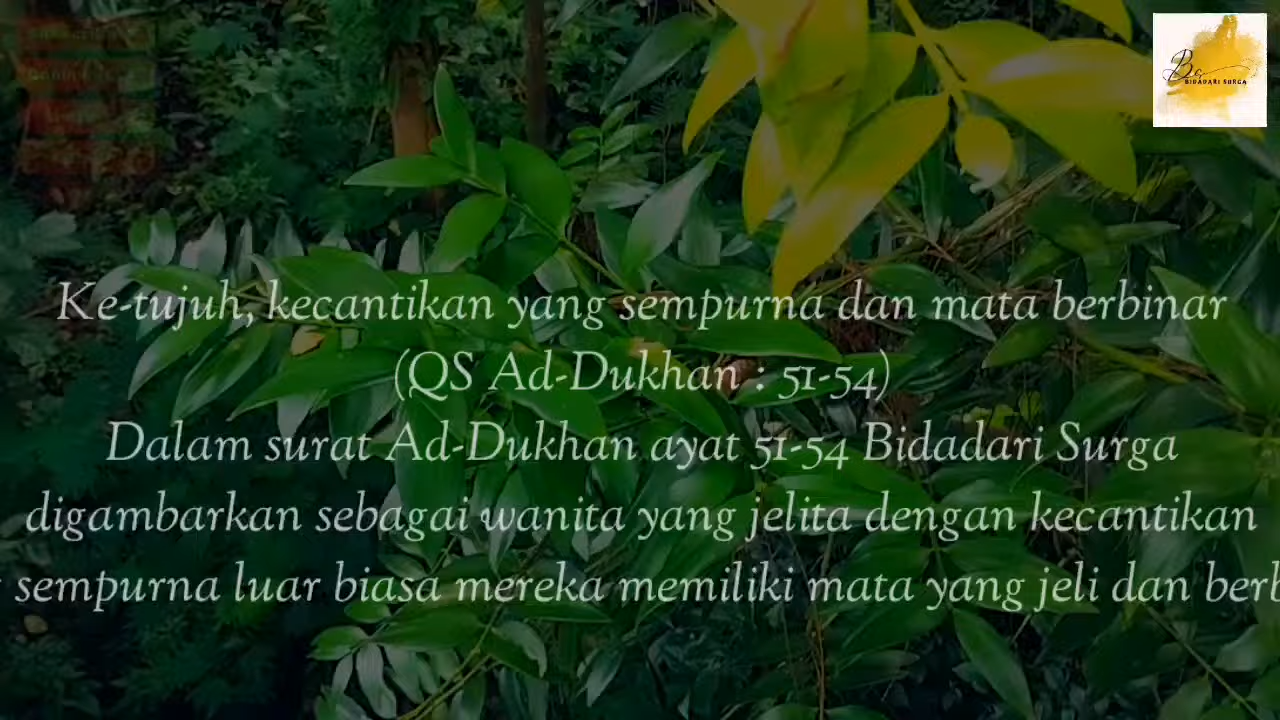 BIDADARI SURGA
Ke-tujuh, kecantikan yang sempurna dan mata berbinar
(QS Ad-Dukhan : 51-54)
Dalam surat Ad-Dukhan ayat 51-54 Bidadari Surga
digambarkan sebagai wanita yang jelita dengan kecantikan
sempurna luar biasa mereka memiliki mata yang jeli dan